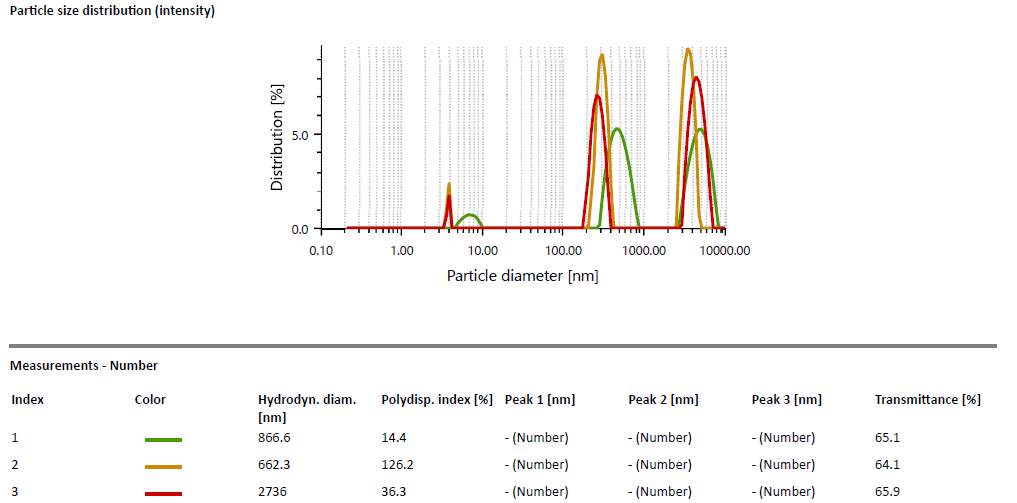 Particle size distribution (intensity)
Distribution [%]
5.0
0.0
0.10 1.00 10.00 100.00 1000.00 10000.00
Particle diameter [nm]
Measurements - Number
Index Color Hydrodyn. diam. Polydisp. index [%] Peak 1 [nm] Peak 2 [nm] Peak 3 [nm] Transmittance [%]
[nm]
1 866.6 14.4 - (Number) - (Number) - (Number) 65.1
2 662.3 126.2 - (Number) - (Number) - (Number) 64.1
3 2736 36.3 - (Number) - (Number) - (Number) 65.9